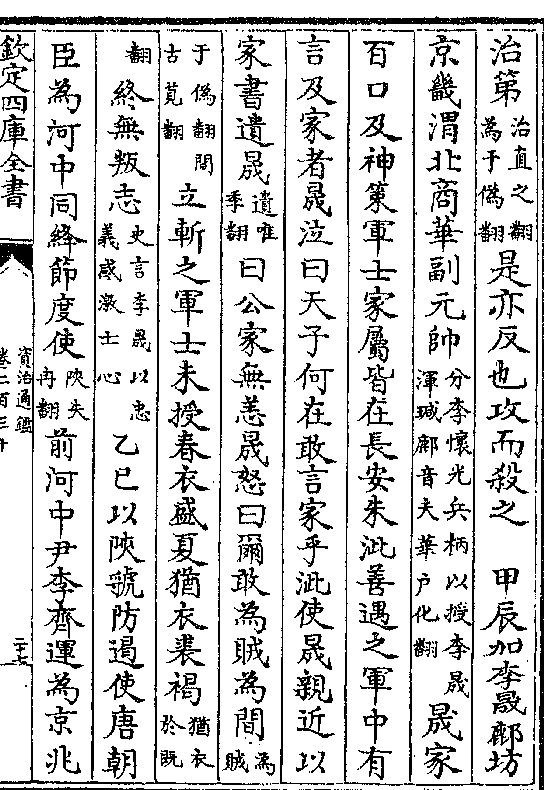 治第治直之翻為于偽翻是亦反也攻而殺之　甲辰加李晟鄜坊
京畿渭北商華副元帥分李懷光兵柄以授李晟渾瑊鄜音夫華戶化翻晟家
百口及神策軍士家屬皆在長安朱泚善遇之軍中有
言及家者晟泣曰天子何在敢言家乎泚使晟親近以
家書遺晟遺唯季翻曰公家無恙晟怒曰爾敢為賊為間為賊
于偽翻間古莧翻立斬之軍士未授春衣盛夏猶衣裘褐猶衣於既
翻終無叛志史言李晟以忠義感激士心乙巳以陜虢防遏使唐朝
臣為河中同絳節度使陜失冉翻前河中尹李齊運為京兆
欽定四庫全書
資治通鑑
卷二百三十
二十七